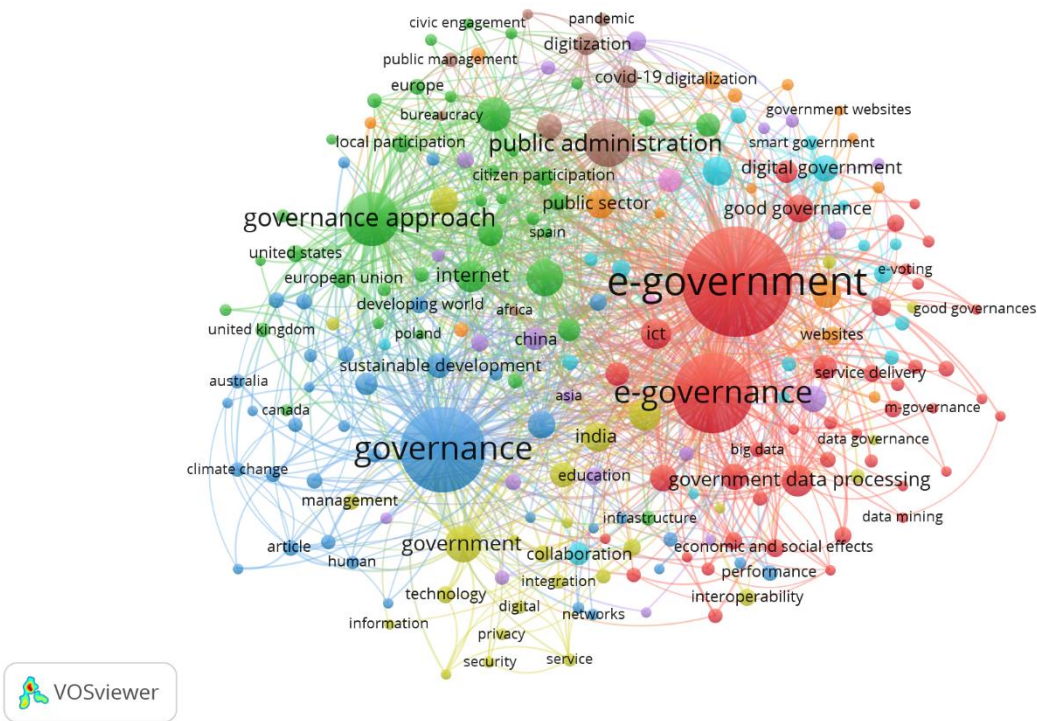 civic engagement
pandemic
digitization
public management
covid-19
digitalization
europe
bureaucracy
government websites
local participation
public administration
smart government
citizen participation
digital government
governance approach
public sector
good governance
spain
united states
european union
internet
e-government
e-voting
developing world
africa
good governances
united kingdom
poland
china
ict
websites
sustainable development
service delivery
australia
asia
e-governance
canada
m-governance
governance
india
big data
data governance
climate change
education
government data processing
management
infrastructure
data mining
article
government
human
collaboration
economic and social effects
performance
technology
integration
interoperability
information
digital
networks
privacy
security
service
VOSviewer